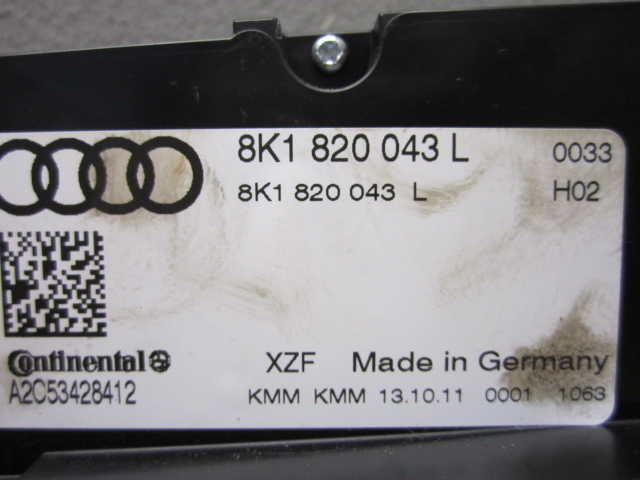 8K1 820 043 L 0033
8K1 820 043 L H02
Continental
XZF Made in Germany
A2C53428412
KMM KMM 13.10.11 0001 1063